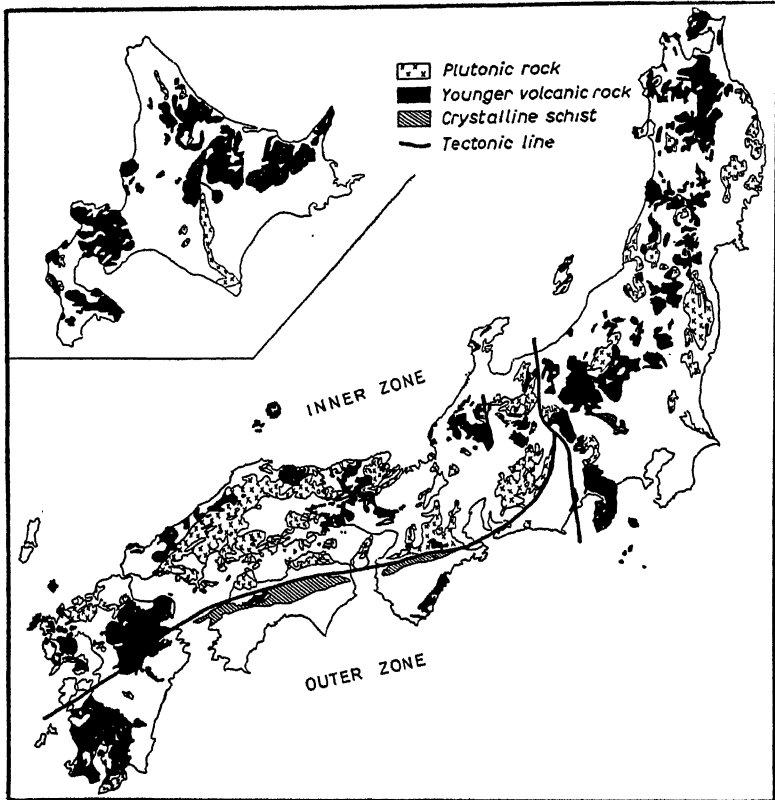 Plutonic rock
Younger volcanic rock
Crystalline schist
Tectonic line
INNER ZONE
OUTER ZONE